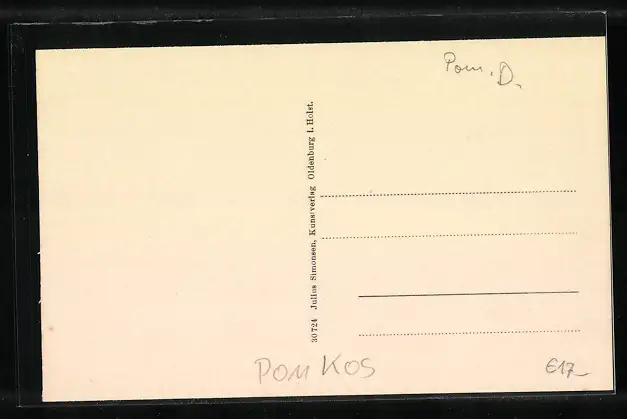 Pom. D.
30724 Julius Simonsen, Kunstverlag Oldenburg i. Holst.
POM KOS
€17